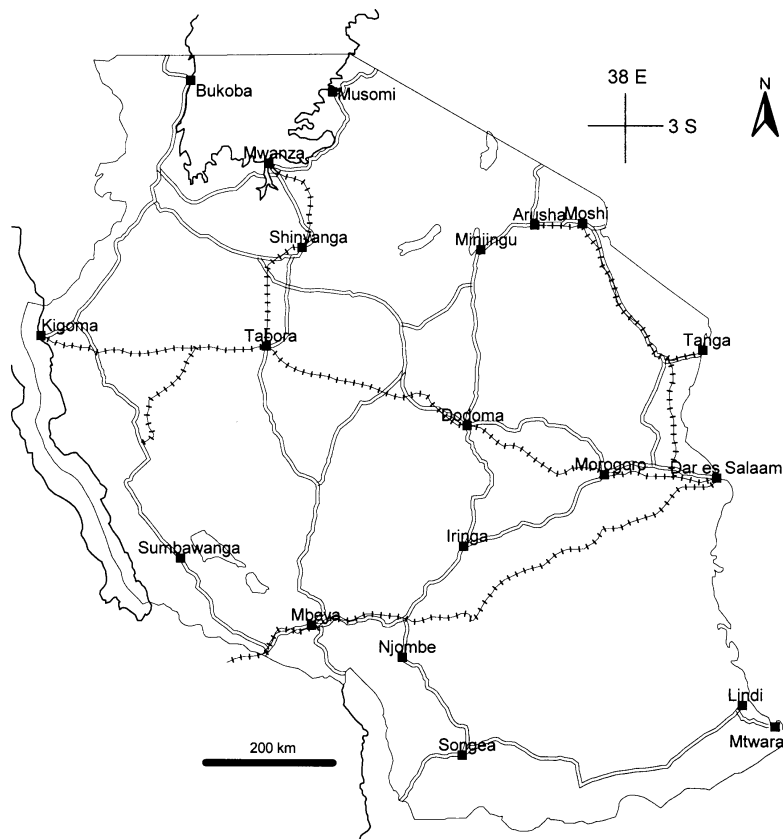 38 E
N
Bukoba
Musomi
3 S
Mwanza
Arusha Moshi
Shinyanga
Minjingu
Kigoma
Tabora
Tanga
Dodoma
Morogoro
Dar es Salaam
Iringa
Sumbawanga
Mbeya
Njombe
Lindi
200 km
Songea
Mtwara